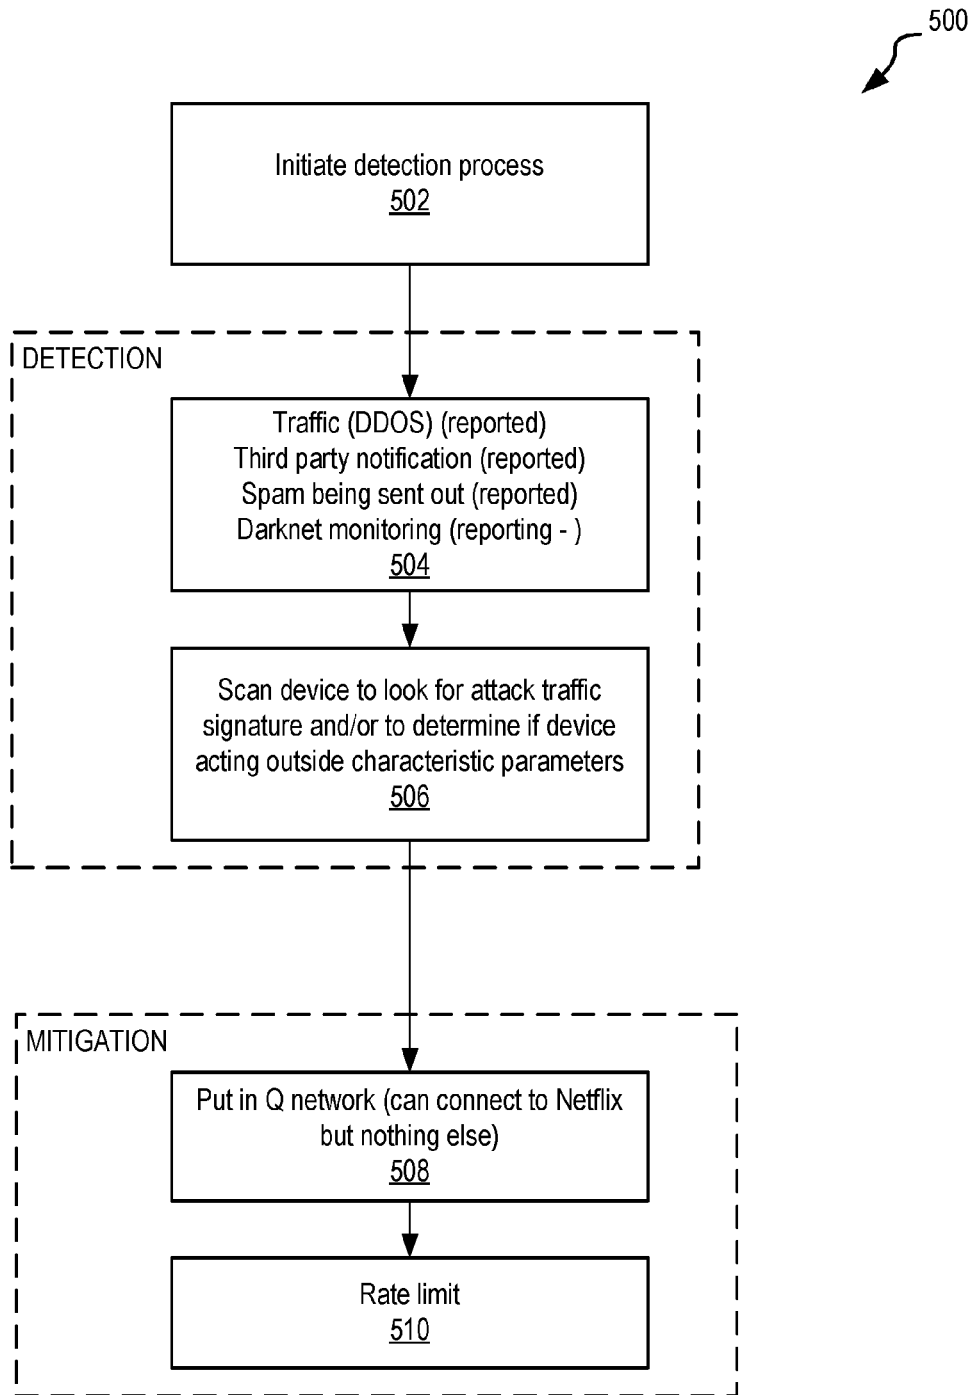 500
Initiate detection process
502
DETECTION
Traffic (DDOS) (reported)
Third party notification (reported)
Spam being sent out (reported)
Darknet monitoring (reporting - )
504
Scan device to look for attack traffic
signature and/or to determine if device
acting outside characteristic parameters
506
MITIGATION
Put in Q network (can connect to Netflix
but nothing else)
508
Rate limit
510